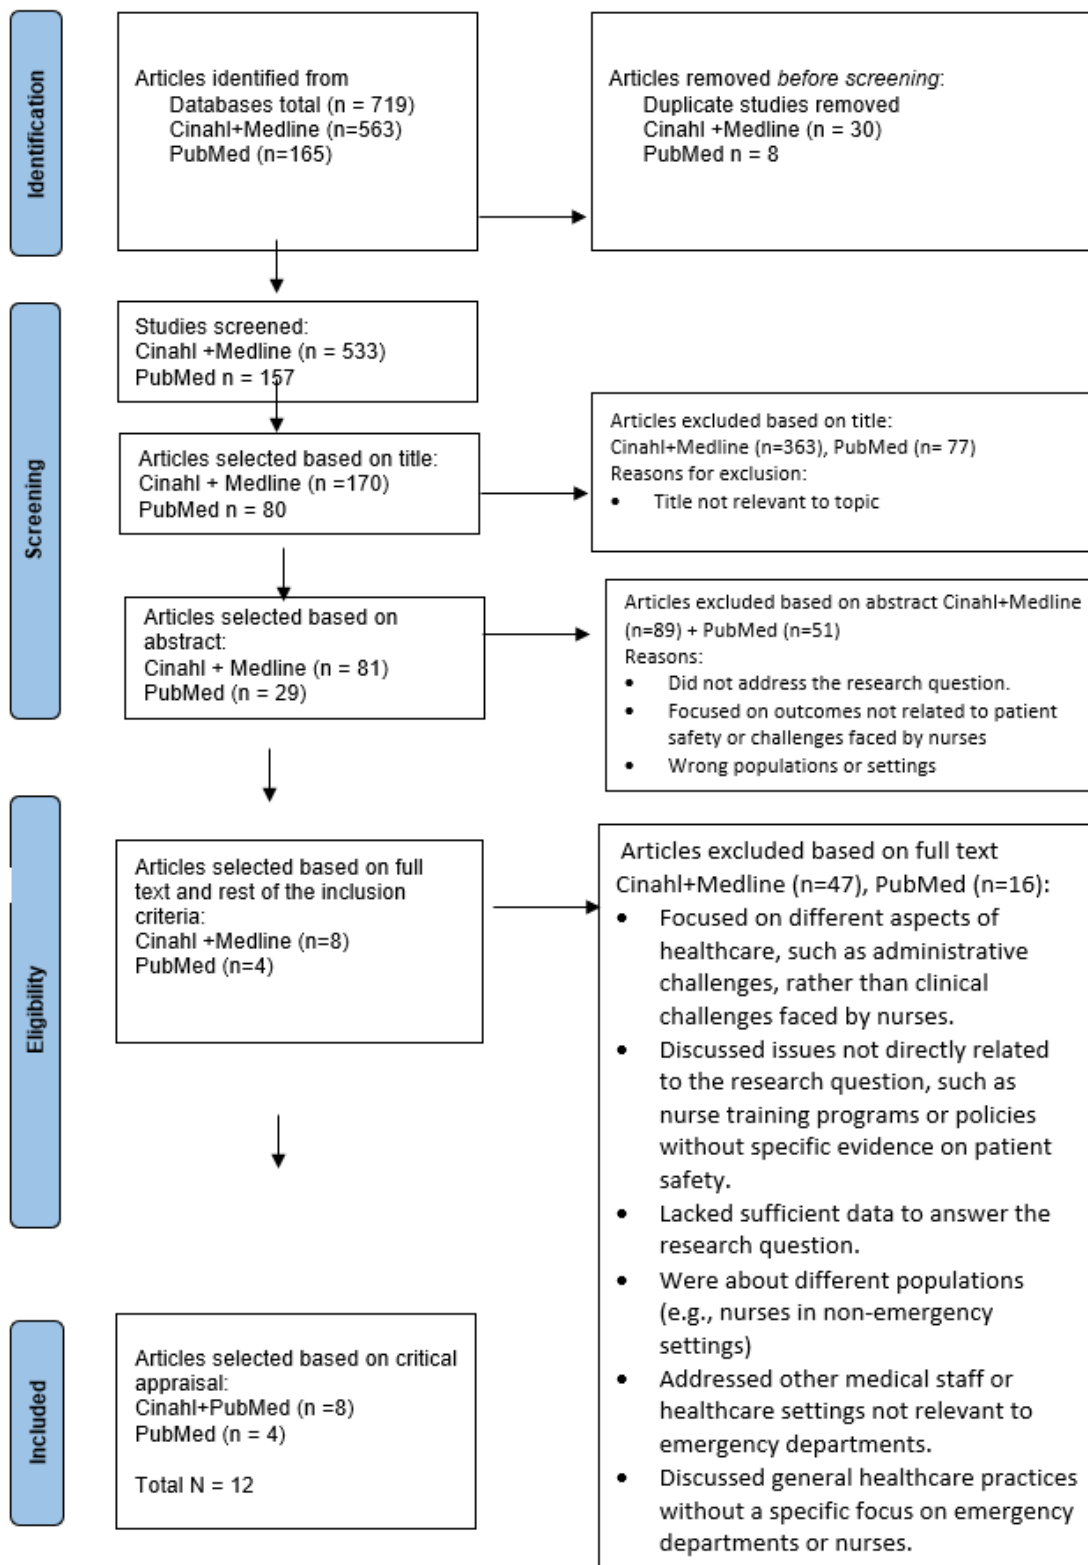 Identification
Articles identified from
Databases total (n = 719)
Cinahl+Medline (n=563)
PubMed (n=165)
Articles removed before screening:
Duplicate studies removed
Cinahl +Medline (n = 30)
PubMed n = 8
Screening
Studies screened:
Cinahl +Medline (n = 533)
PubMed n = 157
Articles selected based on title:
Cinahl + Medline (n =170)
PubMed n = 80
Articles excluded based on title:
Cinahl+Medline (n=363), PubMed (n= 77)
Reasons for exclusion:
• Title not relevant to topic
Articles selected based on
abstract:
Cinahl + Medline (n = 81)
PubMed (n = 29)
Articles excluded based on abstract Cinahl+Medline
(n=89) + PubMed (n=51)
Reasons:
• Did not address the research question.
• Focused on outcomes not related to patient
safety or challenges faced by nurses
• Wrong populations or settings
Eligibility
Articles selected based on full
text and rest of the inclusion
criteria:
Cinahl +Medline (n=8)
PubMed (n=4)
Articles excluded based on full text
Cinahl+Medline (n=47), PubMed (n=16):
• Focused on different aspects of
healthcare, such as administrative
challenges, rather than clinical
challenges faced by nurses.
• Discussed issues not directly related
to the research question, such as
nurse training programs or policies
without specific evidence on patient
safety.
• Lacked sufficient data to answer the
research question.
• Were about different populations
(e.g., nurses in non-emergency
settings)
• Addressed other medical staff or
healthcare settings not relevant to
emergency departments.
• Discussed general healthcare practices
without a specific focus on emergency
departments or nurses.
Included
Articles selected based on critical
appraisal:
Cinahl+PubMed (n =8)
PubMed (n = 4)
Total N = 12